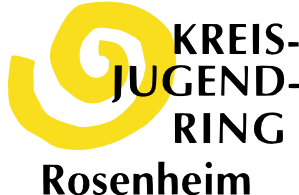 KREIS-
JUGEND-
RING
Rosenheim